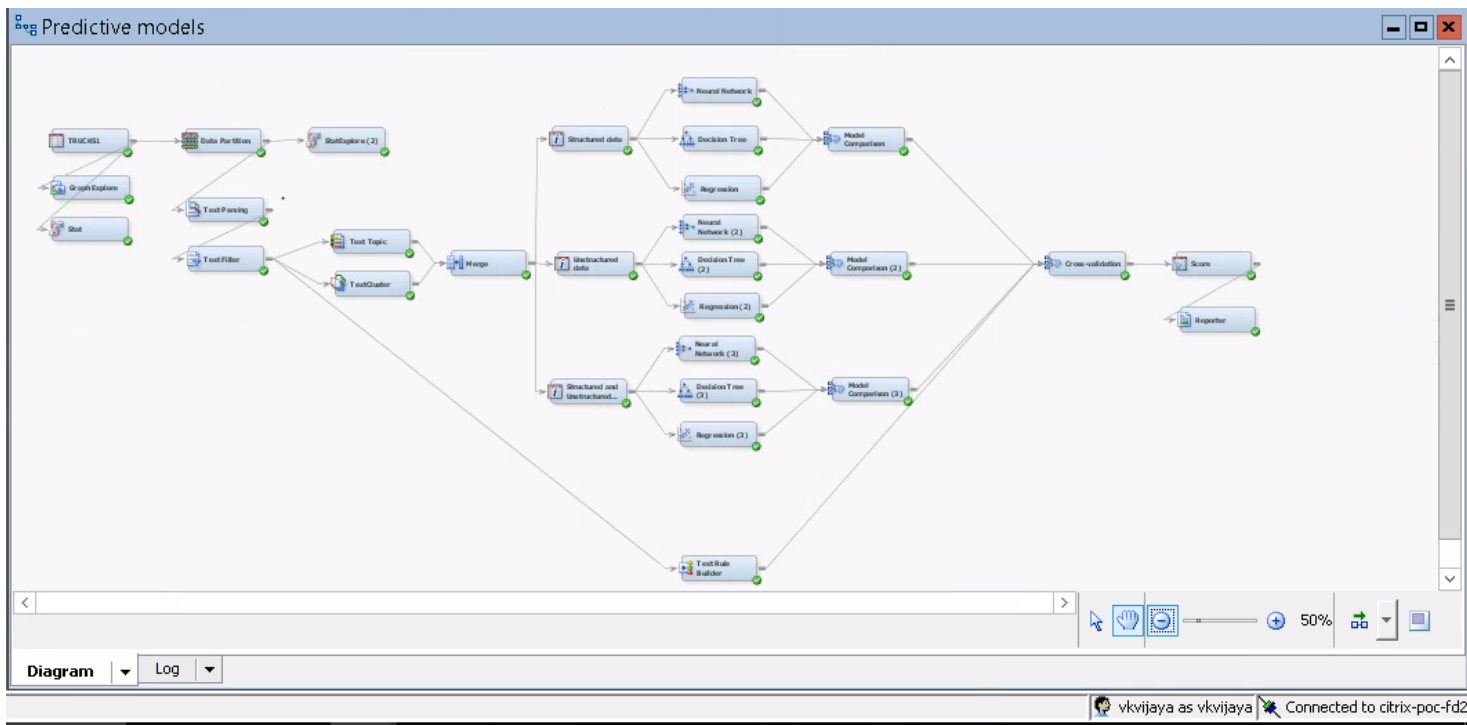 Predictive models
TRUCKS1
Data Partition
StatExplore (2)
Graph Explore
Stat
Text Parsing
Text Filter
Text Topic
TextCluster
Merge
Structured data
Unstructured
data
Structured and
Unstructured...
Neural Network
Decision Tree
Regression
Neural
Network (2)
Decision Tree
(2)
Regression (2)
Neural
Network (3)
Decision Tree
(3)
Regression (3)
Text Rule
Builder
Model
Comparison
Model
Comparison (2)
Model
Comparison (3)
Cross-validation
Score
Reporter
50%
Diagram
Log
vkvijaya as vkvijaya
Connected to citrix-poc-fd2